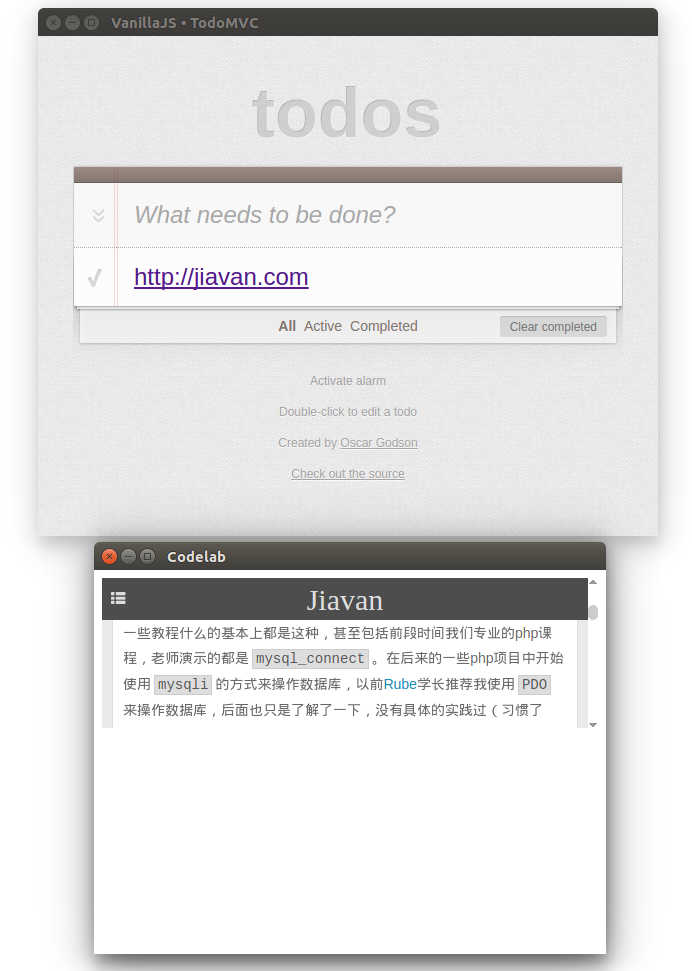 VanillaJS • TodoMVC
todos
What needs to be done?
http://jiavan.com
All Active Completed Clear completed
Activate alarm
Double-click to edit a todo
Created by Oscar Godson
Check out the source
Codelab
Jiavan
一些教程什么的基本上都是这种，甚至包括前段时间我们专业的php课
程，老师演示的都是 mysql_connect 。在后来的一些php项目中开始
使用 mysqli 的方式来操作数据库，以前Rube学长推荐我使用 PDO
来操作数据库，后面也只是了解了一下，没有具体的实践过（习惯了